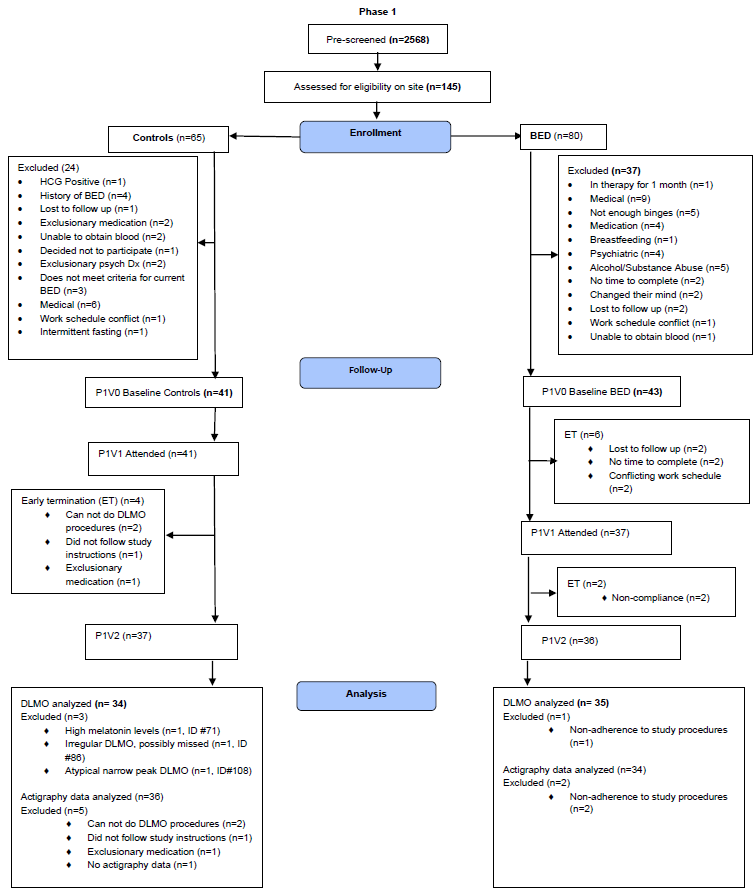 Phase 1
Pre-screened (n=2568)
Assessed for eligibility on site (n=145)
Enrollment
Controls (n=65)
BED (n=80)
Excluded (24)
• HCG Positive (n=1)
• History of BED (n=4)
• Lost to follow up (n=1)
• Exclusionary medication (n=2)
• Unable to obtain blood (n=2)
• Decided not to participate (n=1)
• Exclusionary psych Dx (n=2)
• Does not meet criteria for current
BED (n=3)
• Medical (n=6)
• Work schedule conflict (n=1)
• Intermittent fasting (n=1)
Excluded (n=37)
• In therapy for 1 month (n=1)
• Medical (n=9)
• Not enough binges (n=5)
• Medication (n=4)
• Breastfeeding (n=1)
• Psychiatric (n=4)
• Alcohol/Substance Abuse (n=5)
• No time to complete (n=2)
• Changed their mind (n=2)
• Lost to follow up (n=2)
• Work schedule conflict (n=1)
• Unable to obtain blood (n=1)
Follow-Up
P1V0 Baseline Controls (n=41)
P1V0 Baseline BED (n=43)
P1V1 Attended (n=41)
ET (n=6)
♦ Lost to follow up (n=2)
♦ No time to complete (n=2)
♦ Conflicting work schedule
(n=2)
Early termination (ET) (n=4)
♦ Can not do DLMO
procedures (n=2)
♦ Did not follow study
instructions (n=1)
♦ Exclusionary
medication (n=1)
P1V1 Attended (n=37)
ET (n=2)
♦ Non-compliance (n=2)
P1V2 (n=37)
P1V2 (n=36)
Analysis
DLMO analyzed (n= 34)
Excluded (n=3)
♦ High melatonin levels (n=1, ID #71)
♦ Irregular DLMO, possibly missed (n=1, ID
#86)
♦ Atypical narrow peak DLMO (n=1, ID#108)
Actigraphy data analyzed (n=36)
Excluded (n=5)
♦ Can not do DLMO procedures (n=2)
♦ Did not follow study instructions (n=1)
♦ Exclusionary medication (n=1)
♦ No actigraphy data (n=1)
DLMO analyzed (n= 35)
Excluded (n=1)
♦ Non-adherence to study procedures
(n=1)
Actigraphy data analyzed (n=34)
Excluded (n=2)
♦ Non-adherence to study procedures
(n=2)